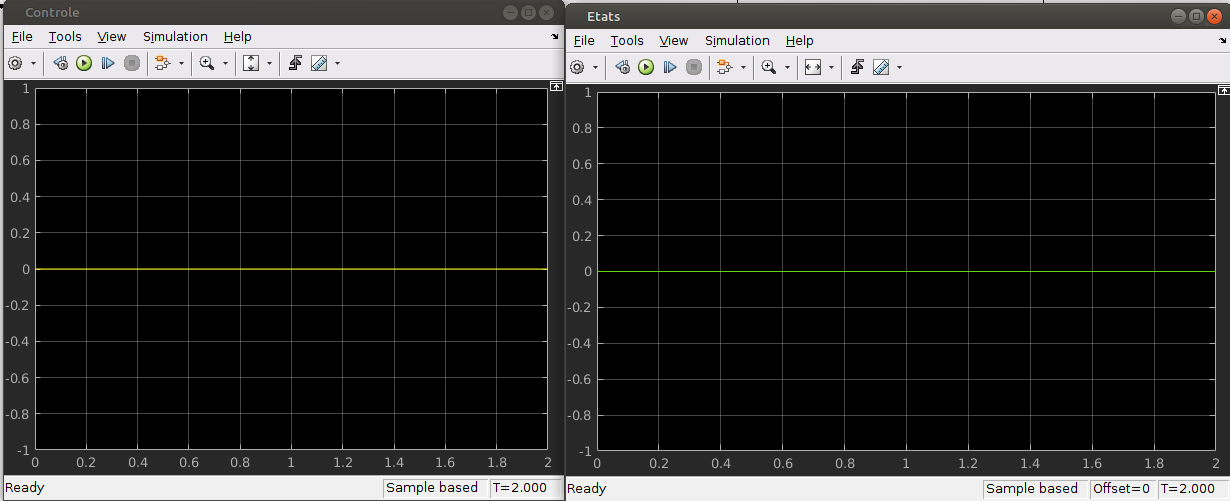 Controle
File Tools View Simulation Help
1
0.8
0.6
0.4
0.2
0
-0.2
-0.4
-0.6
-0.8
-1
0 0.2 0.4 0.6 0.8 1 1.2 1.4 1.6 1.8 2
Ready Sample based T=2.000
Etats
File Tools View Simulation Help
1
0.8
0.6
0.4
0.2
0
-0.2
-0.4
-0.6
-0.8
-1
0 0.2 0.4 0.6 0.8 1 1.2 1.4 1.6 1.8 2
Ready Sample based Offset=0 T=2.000